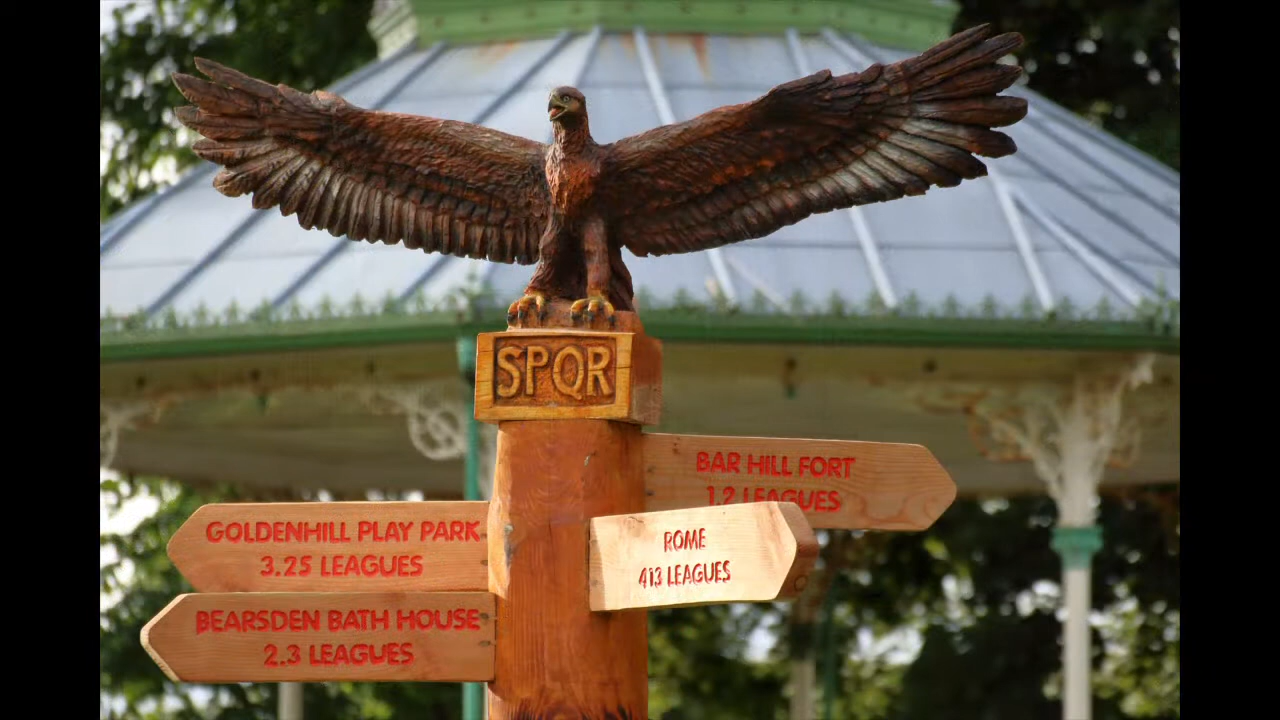 SPQR
BAR HILL FORT
1.2 LEAGUES
GOLDENHILL PLAY PARK
3.25 LEAGUES
ROME
413 LEAGUES
BEARSDEN BATH HOUSE
2.3 LEAGUES